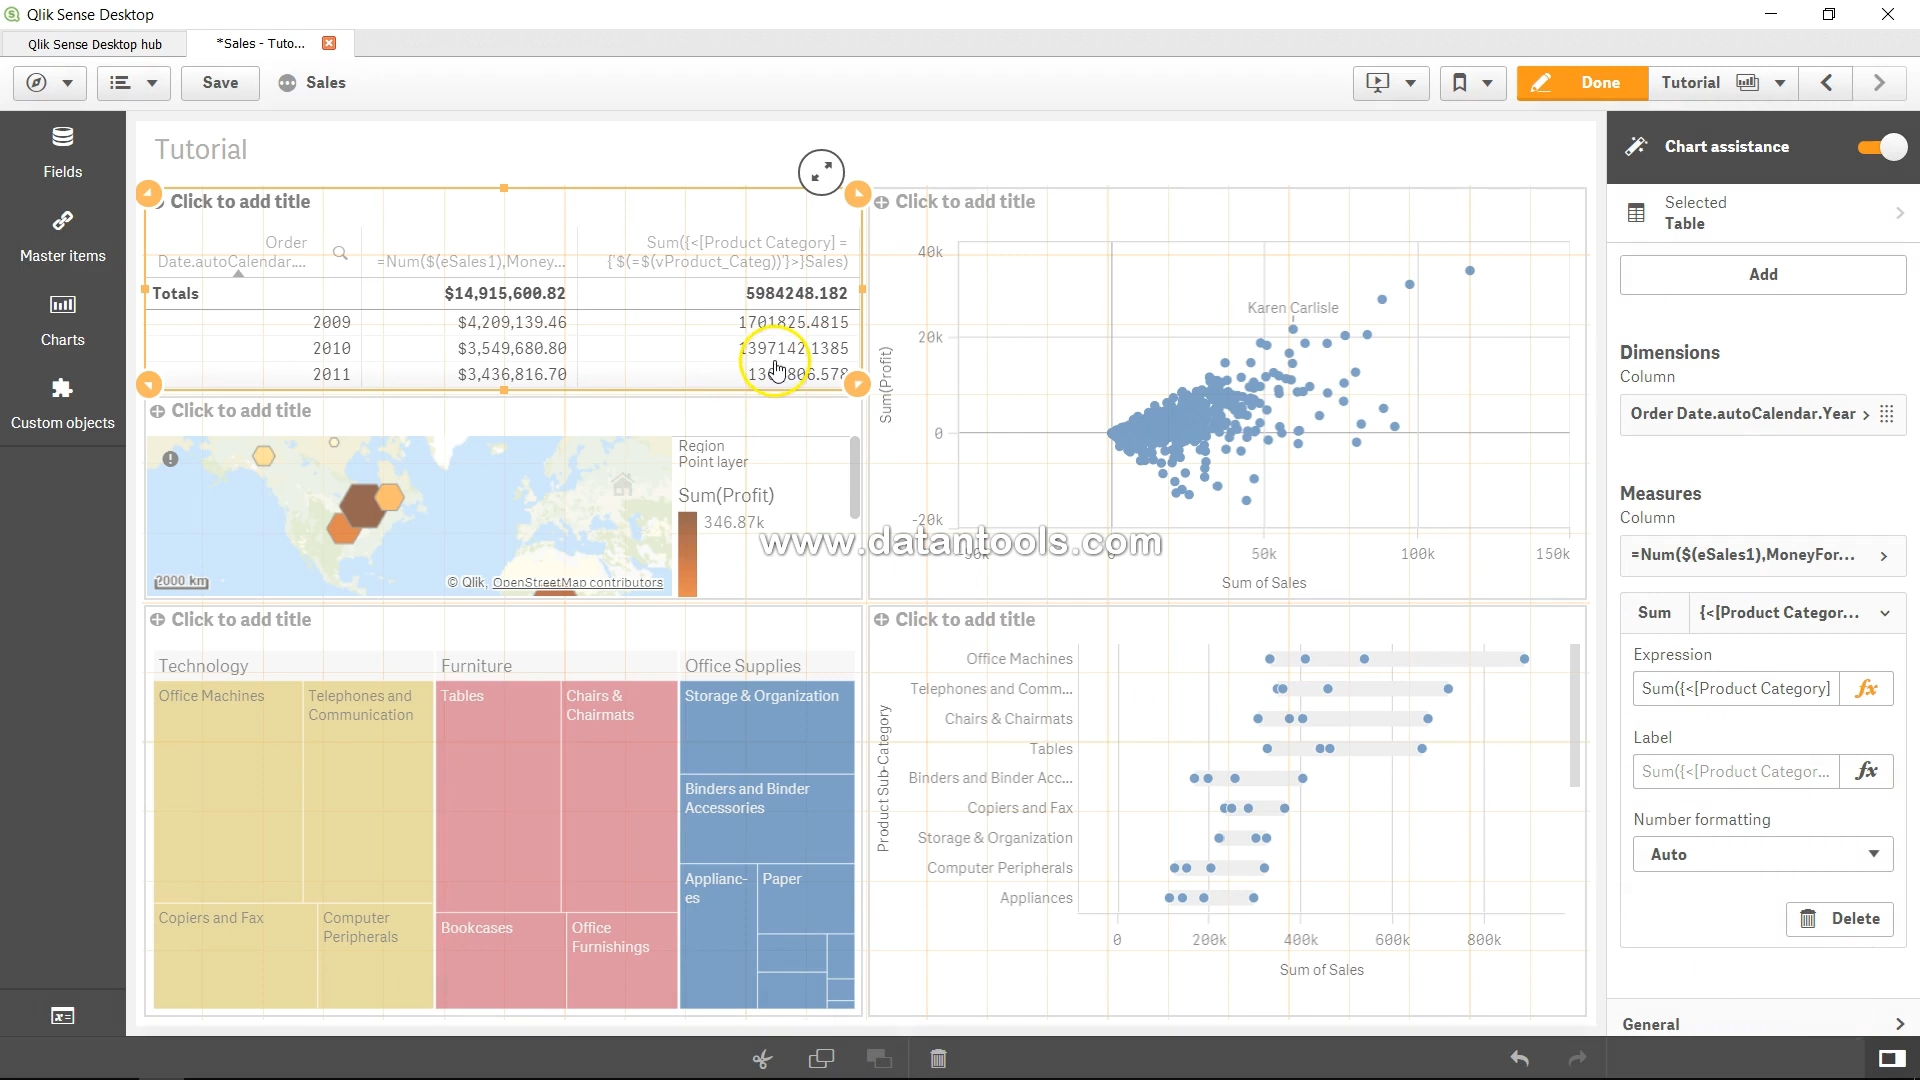 Qlik Sense Desktop
Qlik Sense Desktop hub
*Sales - Tuto...
Save
Sales
Done
Tutorial
Fields
Master items
Charts
Custom objects
Tutorial
Click to add title
Order
Date.autoCalendar....
=Num($(eSales1),Money...
Sum({<[Product Category] =
{'$(=$(vProduct_Categ))'}>}Sales)
Totals
$14,915,600.82
5984248.182
2009
$4,209,139.46
1701825.4815
2010
$3,549,680.80
1397142.1385
2011
$3,436,816.70
Click to add title
Region
Point layer
Sum(Profit)
346.87k
2000 km
© Qlik, OpenStreetMap contributors
Click to add title
Technology
Furniture
Office Supplies
Office Machines
Telephones and
Communication
Tables
Chairs &
Chairmats
Storage & Organization
Binders and Binder
Accessories
Applianc-
es
Paper
Copiers and Fax
Computer
Peripherals
Bookcases
Office
Furnishings
Click to add title
Karen Carlisle
Sum(Profit)
40k
20k
0
-20k
0
50k
100k
150k
Sum of Sales
www.datantools.com
Click to add title
Product Sub-Category
Office Machines
Telephones and Comm...
Chairs & Chairmats
Tables
Binders and Binder Acc...
Copiers and Fax
Storage & Organization
Computer Peripherals
Appliances
0
200k
400k
600k
800k
Sum of Sales
Chart assistance
Selected
Table
Add
Dimensions
Column
Order Date.autoCalendar.Year
Measures
Column
=Num($(eSales1),MoneyFor...
Sum
{<[Product Categor...
Expression
Sum({<[Product Category]
fx
Label
Sum({<[Product Categor...
fx
Number formatting
Auto
Delete
General